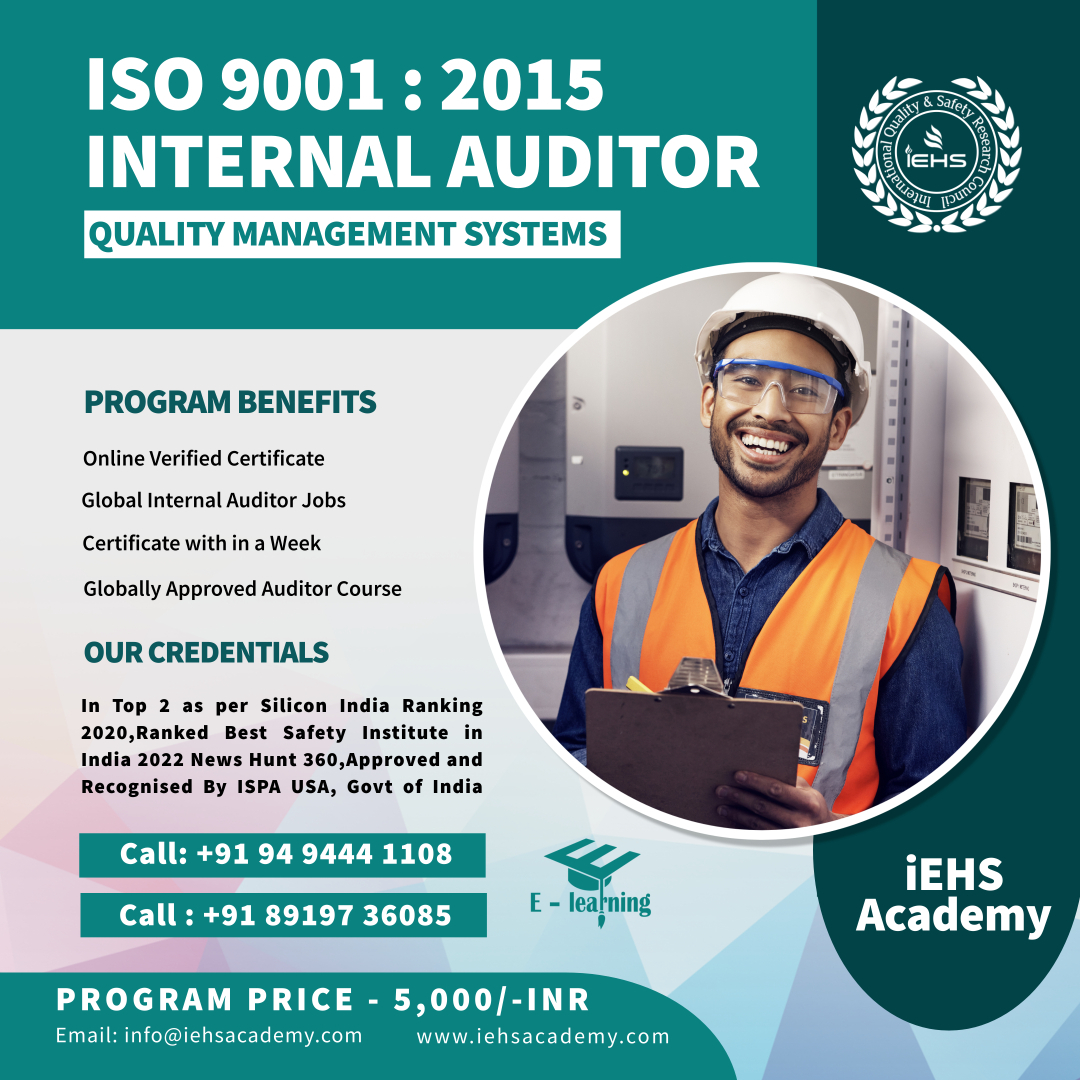 ISO 9001 : 2015
INTERNAL AUDITOR
QUALITY MANAGEMENT SYSTEMS
International Quality & Safety Research Council
iEHS
PROGRAM BENEFITS
Online Verified Certificate
Global Internal Auditor Jobs
Certificate with in a Week
Globally Approved Auditor Course
OUR CREDENTIALS
In Top 2 as per Silicon India Ranking
2020,Ranked Best Safety Institute in
India 2022 News Hunt 360,Approved and
Recognised By ISPA USA, Govt of India
Call: +91 94 9444 1108
Call : +91 89197 36085
E - learning
iEHS
Academy
PROGRAM PRICE - 5,000/-INR
Email: info@iehsacademy.com
www.iehsacademy.com